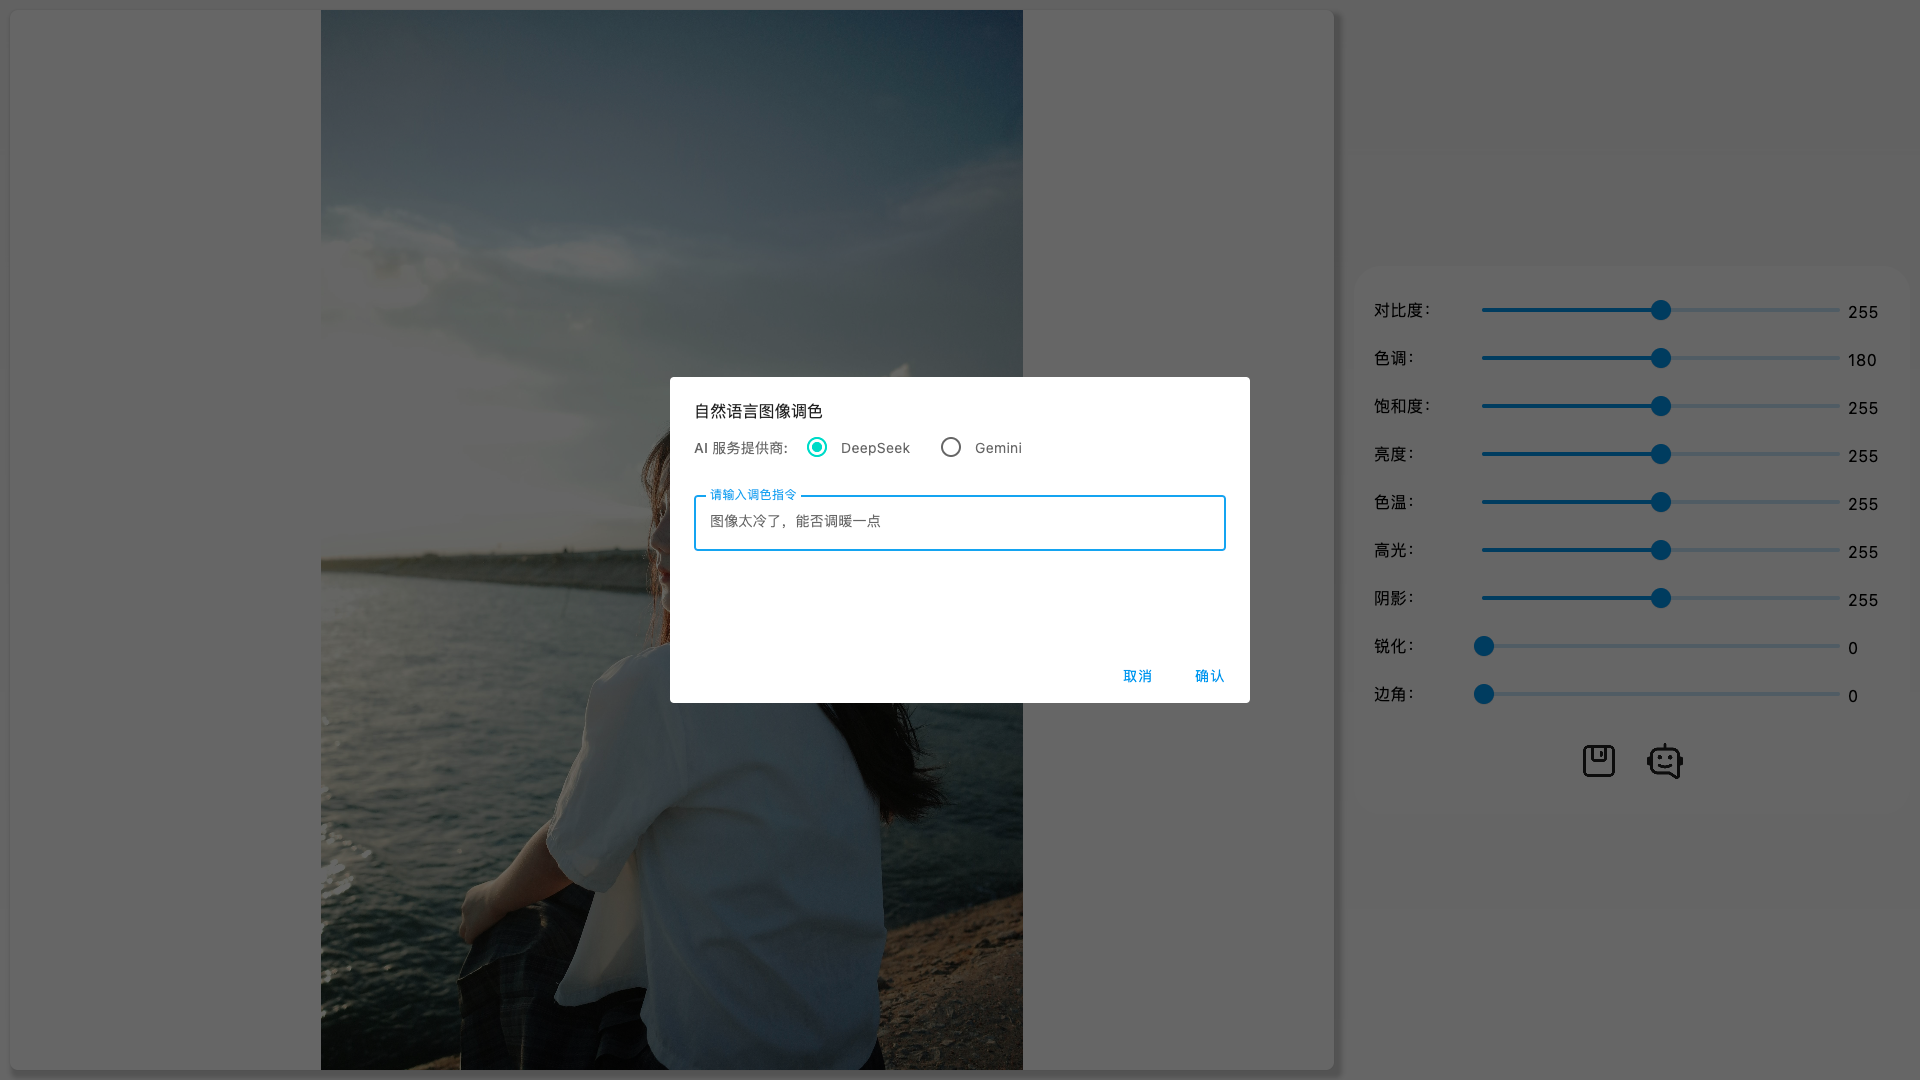 自然语言图像调色
AI 服务提供商: DeepSeek Gemini
请输入调色指令
图像太冷了，能否调暖一点
取消 确认
对比度: 255
色调: 180
饱和度: 255
亮度: 255
色温: 255
高光: 255
阴影: 255
锐化: 0
边角: 0